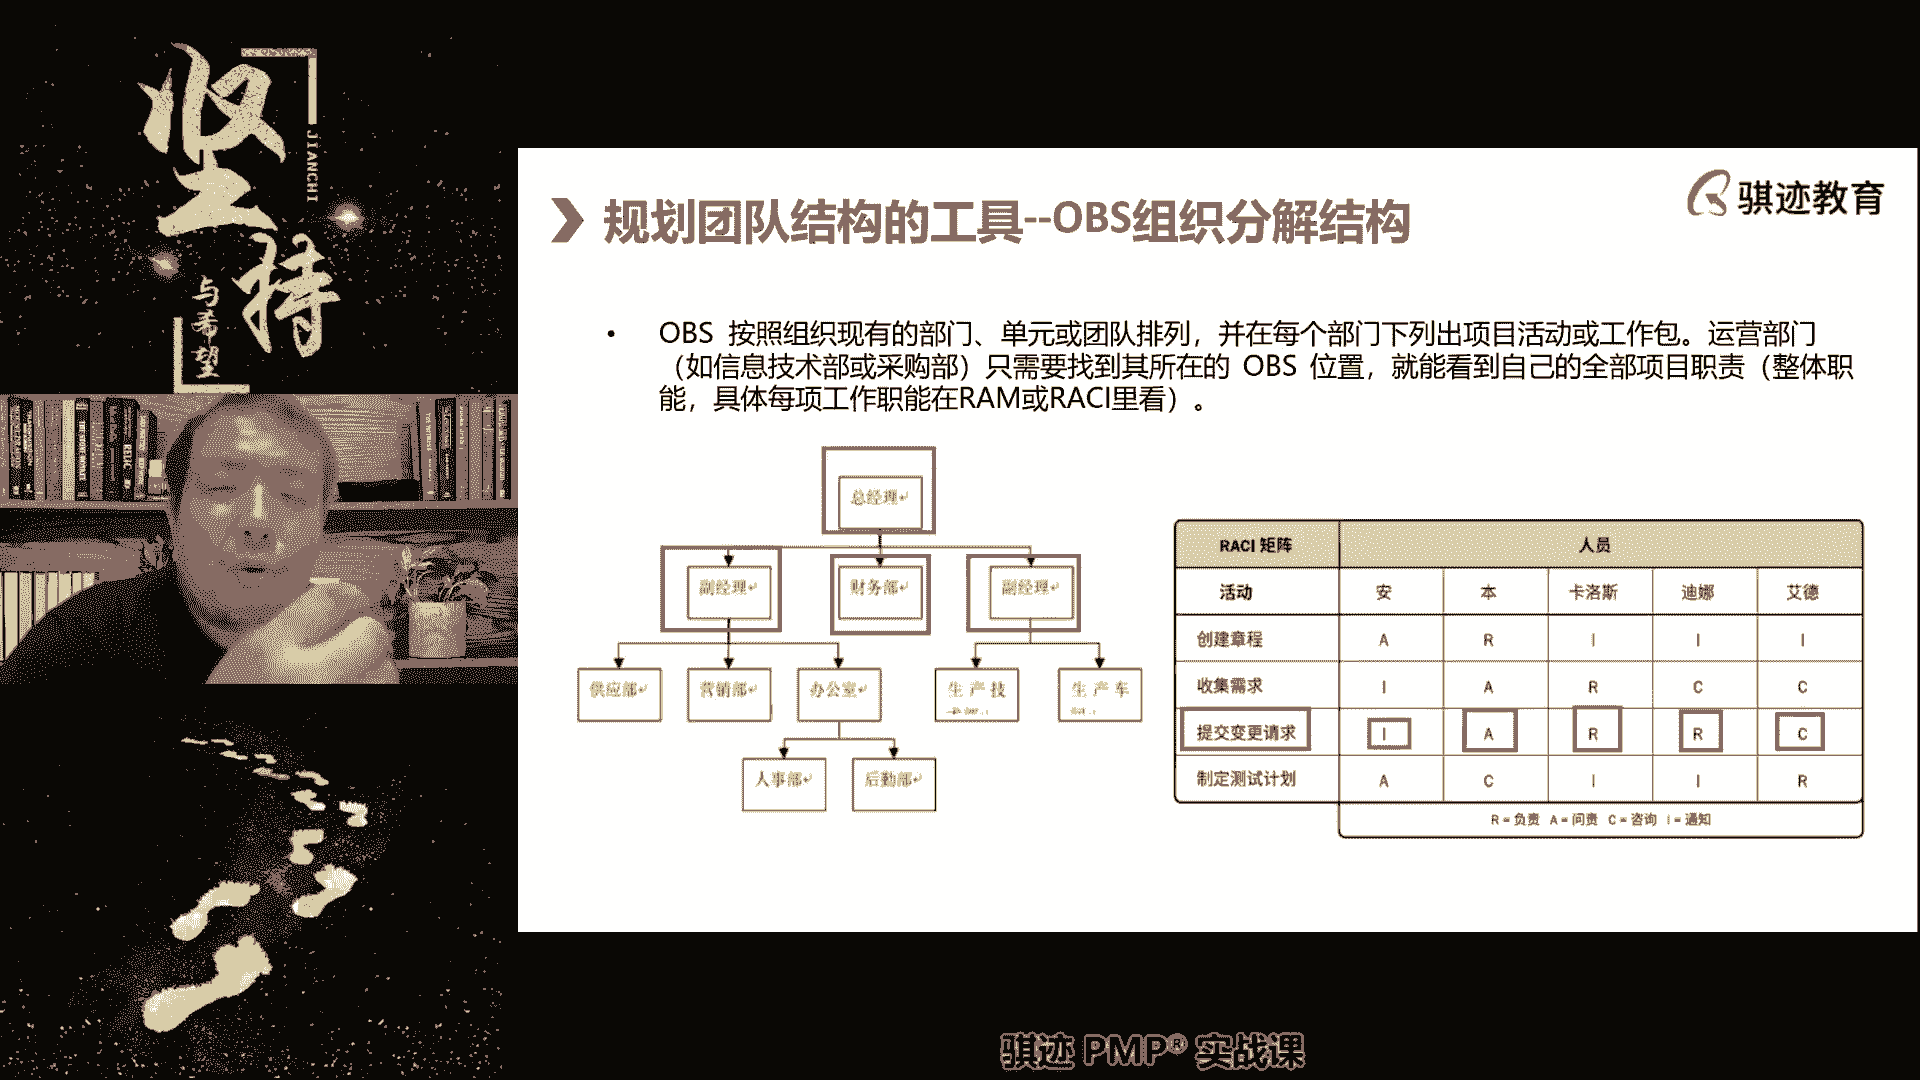 坚持
JIANCHI
与希望
骐迹教育
规划团队结构的工具--OBS组织分解结构
• OBS 按照组织现有的部门、单元或团队排列，并在每个部门下列出项目活动或工作包。运营部门
（如信息技术部或采购部）只需要找到其所在的 OBS 位置，就能看到自己的全部项目职责（整体职
能，具体每项工作职能在RAM或RACI里看）。
总经理
副经理 财务部 副经理
供应部 营销部 办公室 生产技 生产车
人事部 后勤部
RACI 矩阵 人员
活动 安 本 卡洛斯 迪娜 艾德
创建章程 A R I I I
收集需求 I A R C C
提交变更请求 I A R R C
制定测试计划 A C I I R
R = 负责 A = 问责 C = 咨询 I = 通知
骐迹 PMP® 实战课